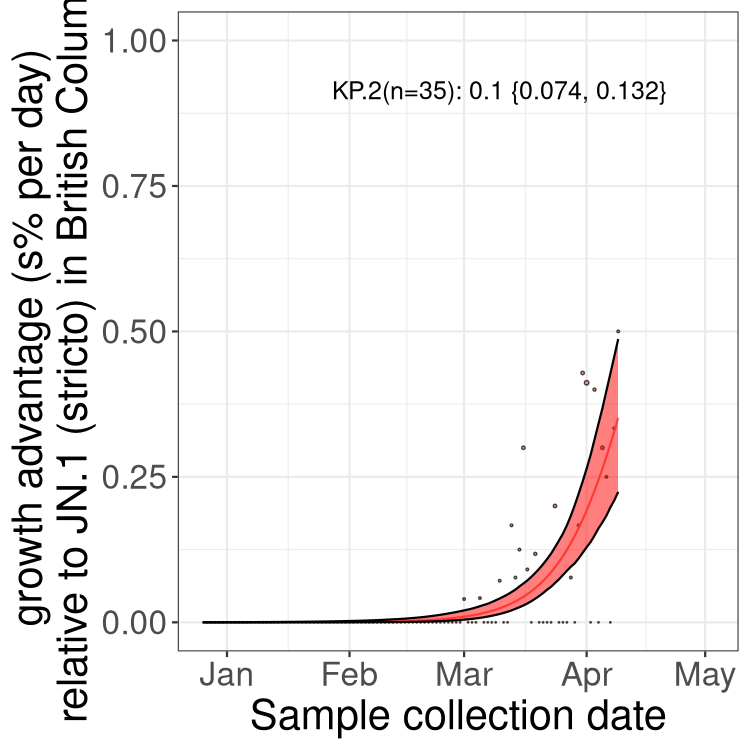 growth advantage (s% per day)
relative to JN.1 (stricto) in British Colum
1.00
0.75
0.50
0.25
0.00
KP.2(n=35): 0.1 {0.074, 0.132}
Jan Feb Mar Apr May
Sample collection date